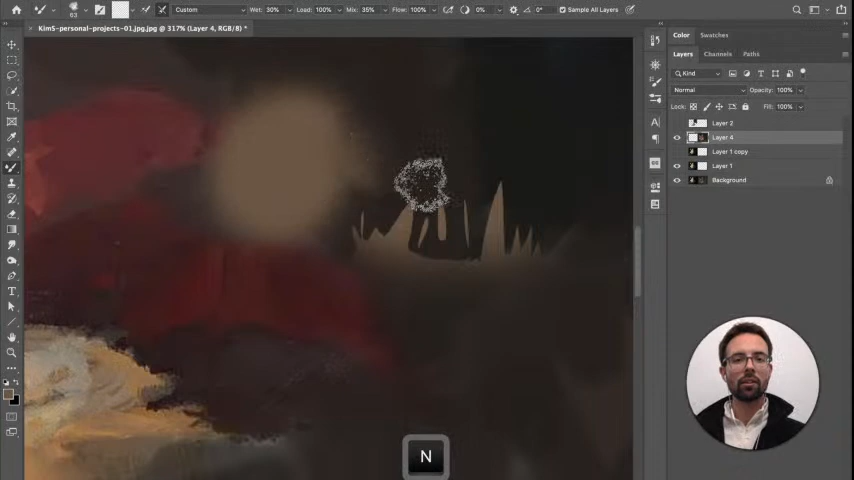 63 Custom Wet: 30% Load: 100% Mix: 35% Flow: 100% 0% 0° Sample All Layers
× Kim5-personal-projects-01.jpg.jpg @ 317% (Layer 4, RGB/8) *
Color Swatches
Layers Channels Paths
Kind
Normal Opacity: 100%
Lock: Fill: 100%
Layer 2
Layer 4
Layer 1 copy
Layer 1
Background
N